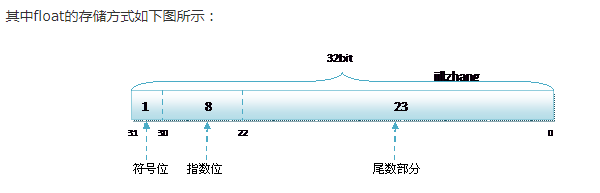 其中float的存储方式如下图所示：
32bit
1 8 23
31 30 22 0
符号位 指数位 尾数部分